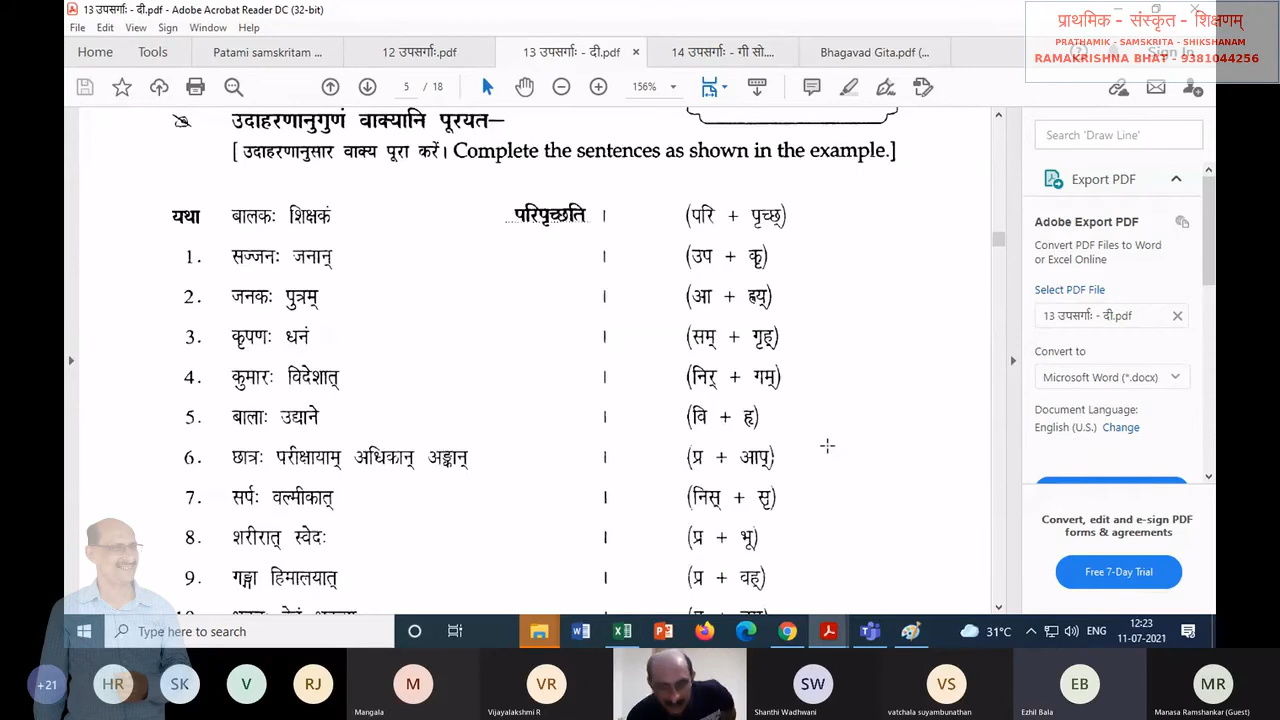 13 उपसर्गाः - दी.pdf - Adobe Acrobat Reader DC (32-bit)
File Edit View Sign Window Help
Home Tools Patami samskritam ... 12 उपसर्गाः.pdf 13 उपसर्गाः - दी.pdf × 14 उपसर्गाः - गी सो.... Bhagavad Gita.pdf (... Sign In
प्राथमिक - संस्कृत - शिक्षणम्
PRATHAMIK - SAMSKRITA - SHIKSHANAM
RAMAKRISHNA BHAT - 9381044256
5 / 18 156%
उदाहरणानुगुणं वाक्यानि पूरयत–
[ उदाहरणानुसार वाक्य पूरा करें। Complete the sentences as shown in the example.]
यथा बालकः शिक्षकं परिपृच्छति । (परि + पृच्छ्)
1. सज्जनः जनान् । (उप + कृ)
2. जनकः पुत्रम् । (आ + ह्वय्)
3. कृपणः धनं । (सम् + गृह्)
4. कुमारः विदेशात् । (निर् + गम्)
5. बालाः उद्याने । (वि + हृ)
6. छात्रः परीक्षायाम् अधिकान् अङ्कान् । (प्र + आप्)
7. सर्पः वल्मीकात् । (निस् + सृ)
8. शरीरात् स्वेदः । (प्र + भू)
9. गङ्गा हिमालयात् । (प्र + वह्)
Search 'Draw Line'
Export PDF
Adobe Export PDF
Convert PDF Files to Word
or Excel Online
Select PDF File
13 उपसर्गाः - दी.pdf
Convert to
Microsoft Word (*.docx)
Document Language:
English (U.S.) Change
Convert, edit and e-sign PDF
forms & agreements
Free 7-Day Trial
Type here to search
31°C ENG 12:23
11-07-2021
+21 HR SK V RJ M VR SW VS EB MR
Mangala Vijayalakshmi R Shanthi Wadhwani vatchala suyambunathan Ezhil Bala Manasa Ramshankar (Guest)